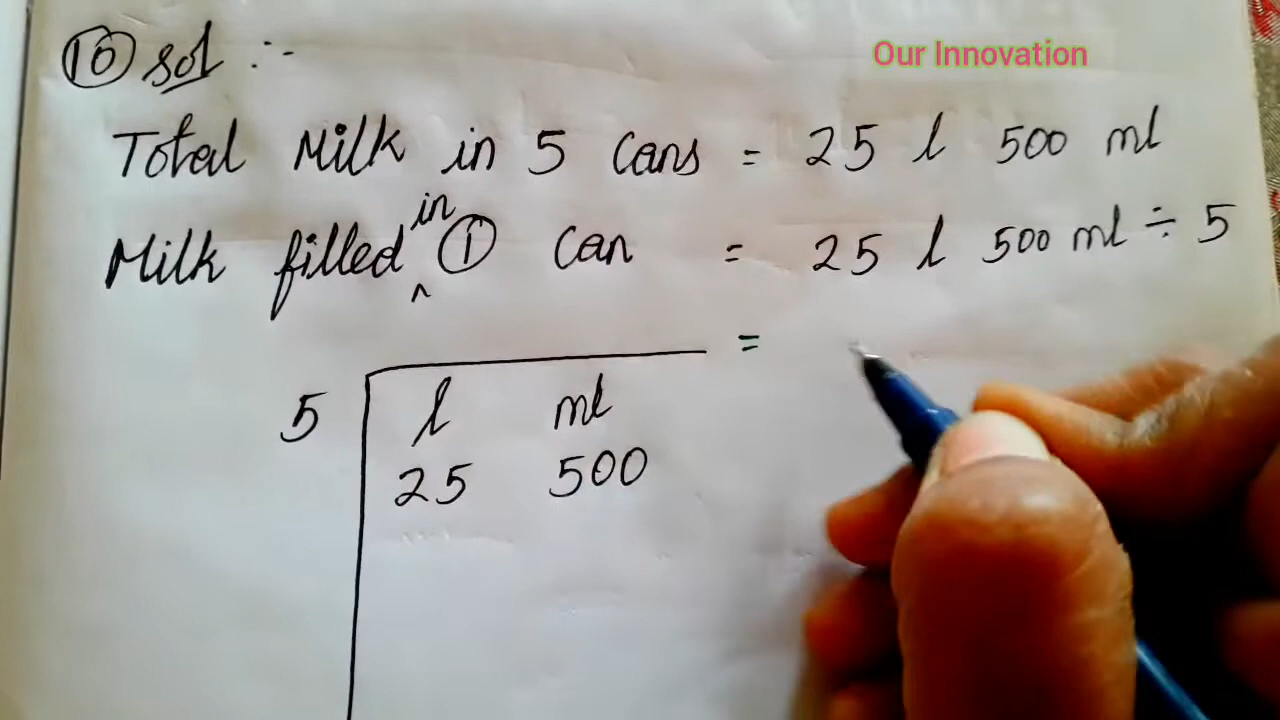 Our Innovation
10 sol :-
Total Milk in 5 Cans = 25 l 500 ml
Milk filled in 1 Can = 25 l 500 ml ÷ 5
=
5 l ml
25 500